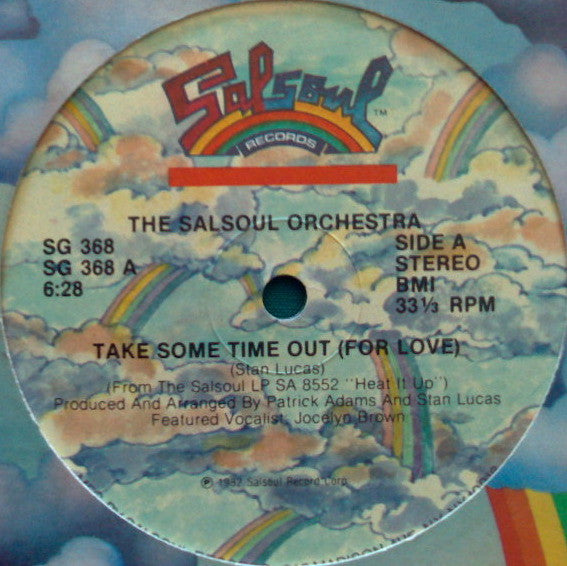 Salsoul™
RECORDS
THE SALSOUL ORCHESTRA
SG 368
SG 368 A
6:28
SIDE A
STEREO
BMI
33⅓ RPM
TAKE SOME TIME OUT (FOR LOVE)
(Stan Lucas)
(From The Salsoul LP SA 8552 "Heat It Up")
Produced And Arranged By Patrick Adams And Stan Lucas
Featured Vocalist, Jocelyn Brown
℗ 1982 Salsoul Record Corp.